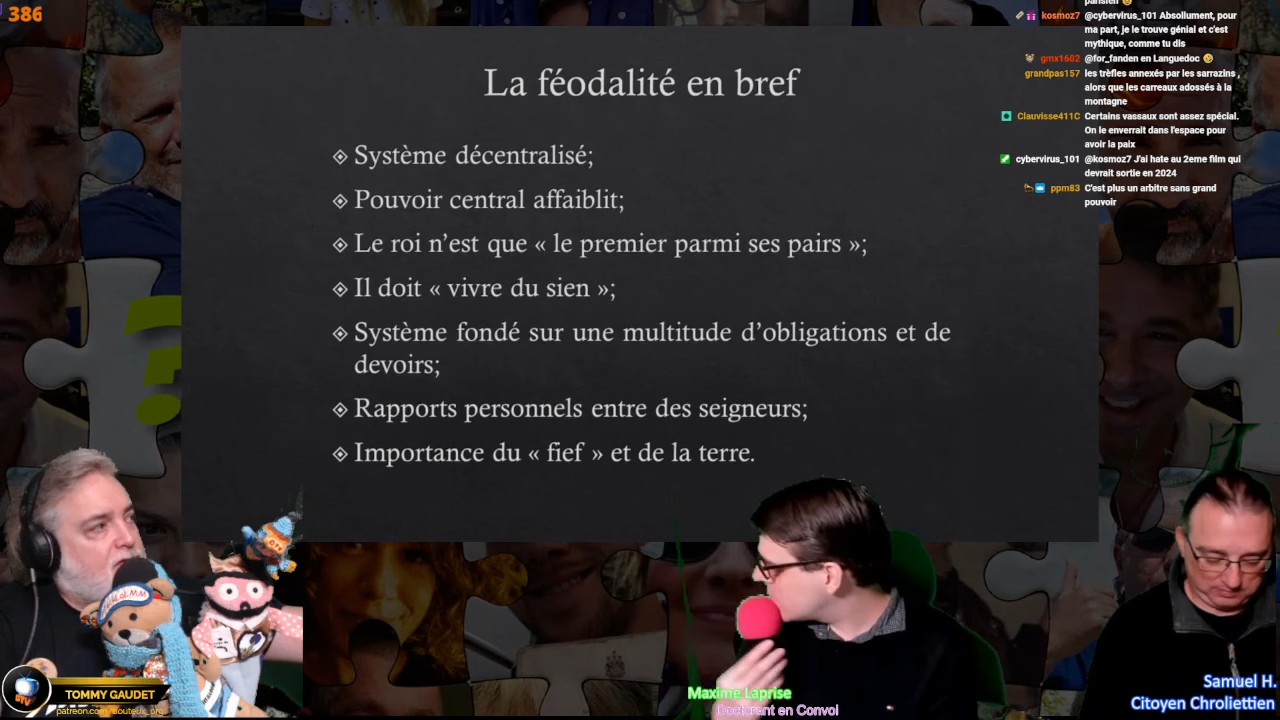 386
La féodalité en bref
Système décentralisé;
Pouvoir central affaiblit;
Le roi n'est que « le premier parmi ses pairs »;
Il doit « vivre du sien »;
Système fondé sur une multitude d'obligations et de
devoirs;
Rapports personnels entre des seigneurs;
Importance du « fief » et de la terre.
parisien
kosmoz7 @cybervirus_101 Absollument, pour
ma part, je le trouve génial et c'est
mythique, comme tu dis
gmx1602 @for_fanden en Languedoc
grandpas157 les trèfles annexés par les sarrazins ,
alors que les carreaux adossés à la
montagne
Clauvisse411C Certains vassaux sont assez spécial.
On le enverrait dans l'espace pour
avoir la paix
cybervirus_101 @kosmoz7 J'ai hate au 2eme film qui
devrait sortie en 2024
ppm83 C'est plus un arbitre sans grand
pouvoir
TOMMY GAUDET
Maxime Laprise
Doctorant en Convoi
Samuel H.
Citoyen Chroliettien